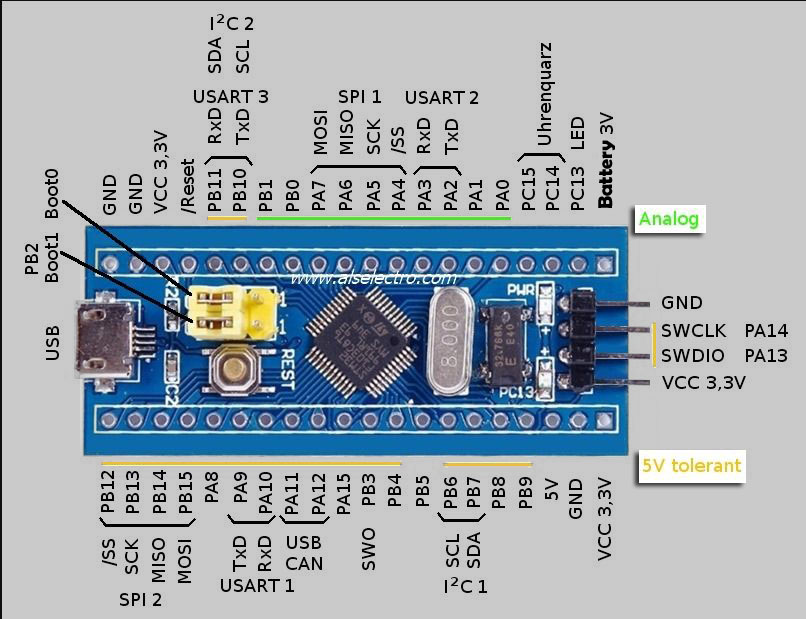 I²C 2
SDA
SCL
USART 3
RxD
TxD
SPI 1
MOSI
MISO
SCK
/SS
USART 2
RxD
TxD
Uhrenquarz
LED
Battery 3V
GND
GND
VCC 3,3V
/Reset
PB11
PB10
PB1
PB0
PA7
PA6
PA5
PA4
PA3
PA2
PA1
PA0
PC15
PC14
PC13
Analog
Boot0
PB2
Boot1
USB
www.alselectro.com
1
1
REST
C2
8.000
32.768K
E
PWR
+
+
PC13
GND
SWCLK PA14
SWDIO PA13
VCC 3,3V
5V tolerant
PB12
PB13
PB14
PB15
PA8
PA9
PA10
PA11
PA12
PA15
PB3
PB4
PB5
PB6
PB7
PB8
PB9
5V
GND
VCC 3,3V
/SS
SCK
MISO
MOSI
SPI 2
TxD
RxD
USART 1
USB
CAN
SWO
SCL
SDA
I²C 1